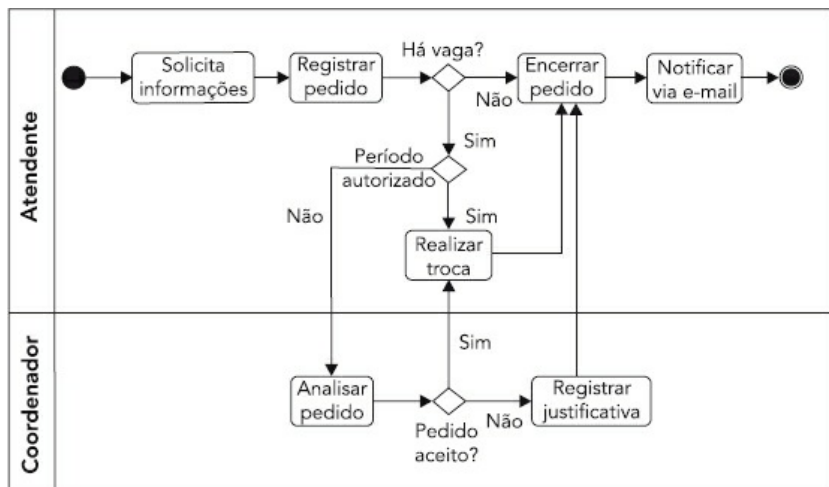 Atendente
Há vaga?
Solicita
informações
Registrar
pedido
Encerrar
pedido
Notificar
via e-mail
Não
Sim
Período
autorizado
Não
Sim
Realizar
troca
Coordenador
Sim
Analisar
pedido
Registrar
justificativa
Não
Pedido
aceito?